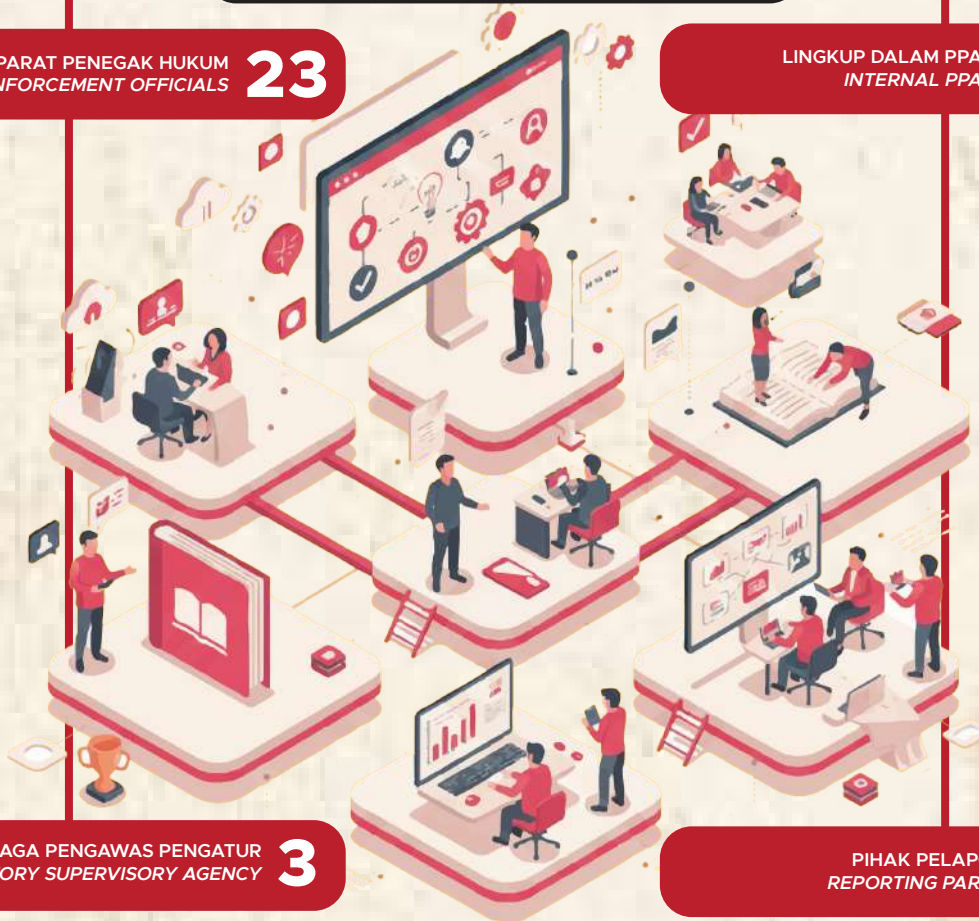 PARAT PENEGAK HUKUM
NFORCEMENT OFFICIALS
23
LINGKUP DALAM PPA
INTERNAL PPA
AGA PENGAWAS PENGATUR
ORY SUPERVISORY AGENCY
3
PIHAK PELAP
REPORTING PAR